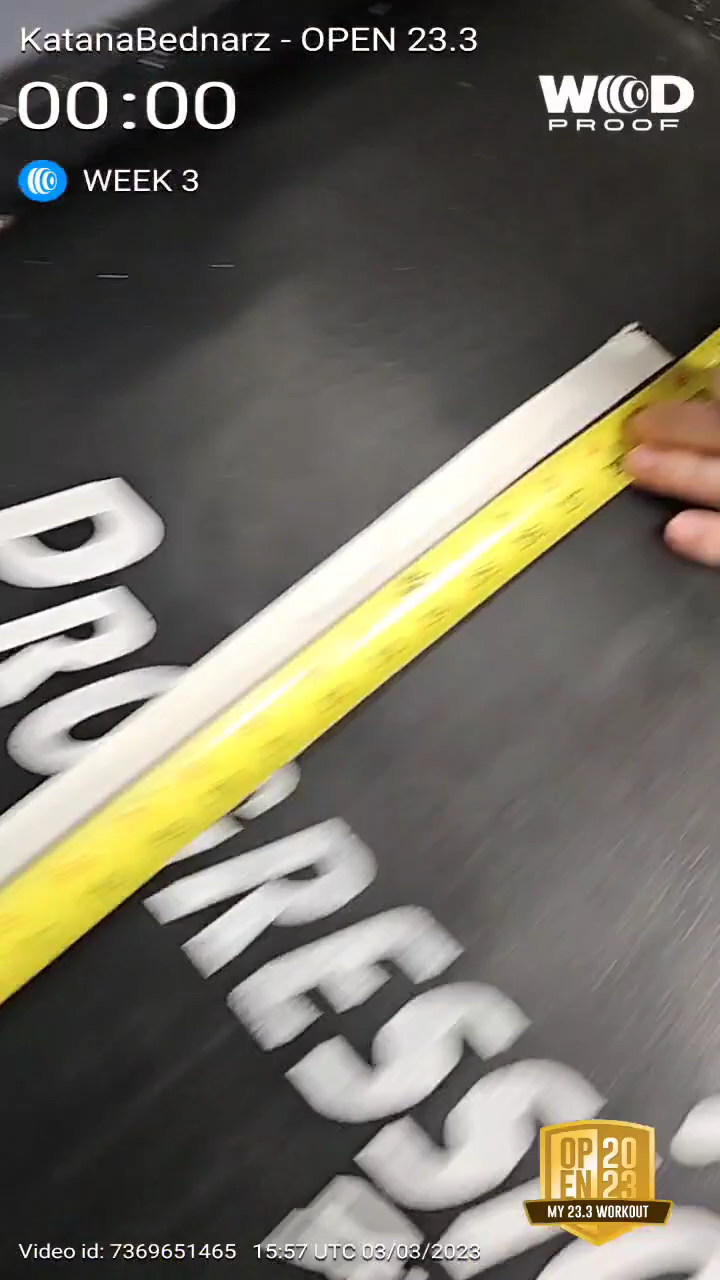 KatanaBednarz - OPEN 23.3
00:00
WOD
PROOF
WEEK 3
PROGRESS
OP 20
EN 23
MY 23.3 WORKOUT
Video id: 7369651465 15:57 UTC 03/03/2023